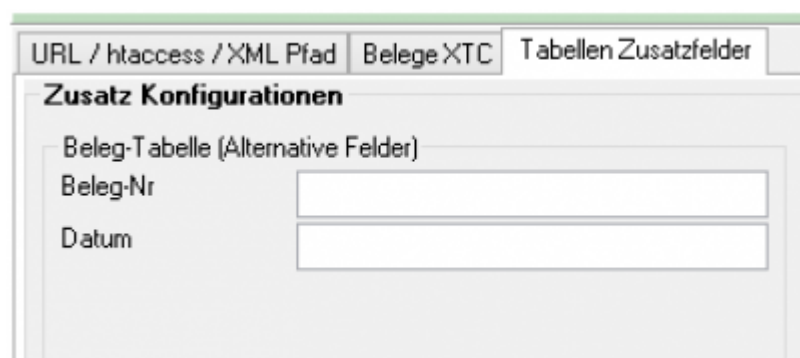 URL / htaccess / XML Pfad Belege XTC Tabellen Zusatzfelder
Zusatz Konfigurationen
Beleg-Tabelle (Alternative Felder)
Beleg-Nr
Datum